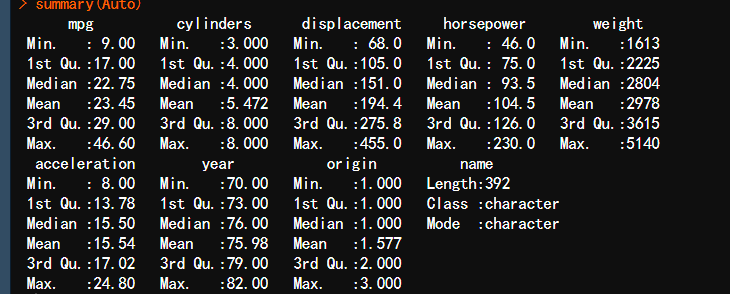 > summary(Auto)
      mpg          cylinders      displacement     horsepower        weight
 Min.   : 9.00   Min.   :3.000   Min.   : 68.0   Min.   : 46.0   Min.   :1613
 1st Qu.:17.00   1st Qu.:4.000   1st Qu.:105.0   1st Qu.: 75.0   1st Qu.:2225
 Median :22.75   Median :4.000   Median :151.0   Median : 93.5   Median :2804
 Mean   :23.45   Mean   :5.472   Mean   :194.4   Mean   :104.5   Mean   :2978
 3rd Qu.:29.00   3rd Qu.:8.000   3rd Qu.:275.8   3rd Qu.:126.0   3rd Qu.:3615
 Max.   :46.60   Max.   :8.000   Max.   :455.0   Max.   :230.0   Max.   :5140
  acceleration        year           origin          name
 Min.   : 8.00   Min.   :70.00   Min.   :1.000   Length:392
 1st Qu.:13.78   1st Qu.:73.00   1st Qu.:1.000   Class :character
 Median :15.50   Median :76.00   Median :1.000   Mode  :character
 Mean   :15.54   Mean   :75.98   Mean   :1.577
 3rd Qu.:17.02   3rd Qu.:79.00   3rd Qu.:2.000
 Max.   :24.80   Max.   :82.00   Max.   :3.000